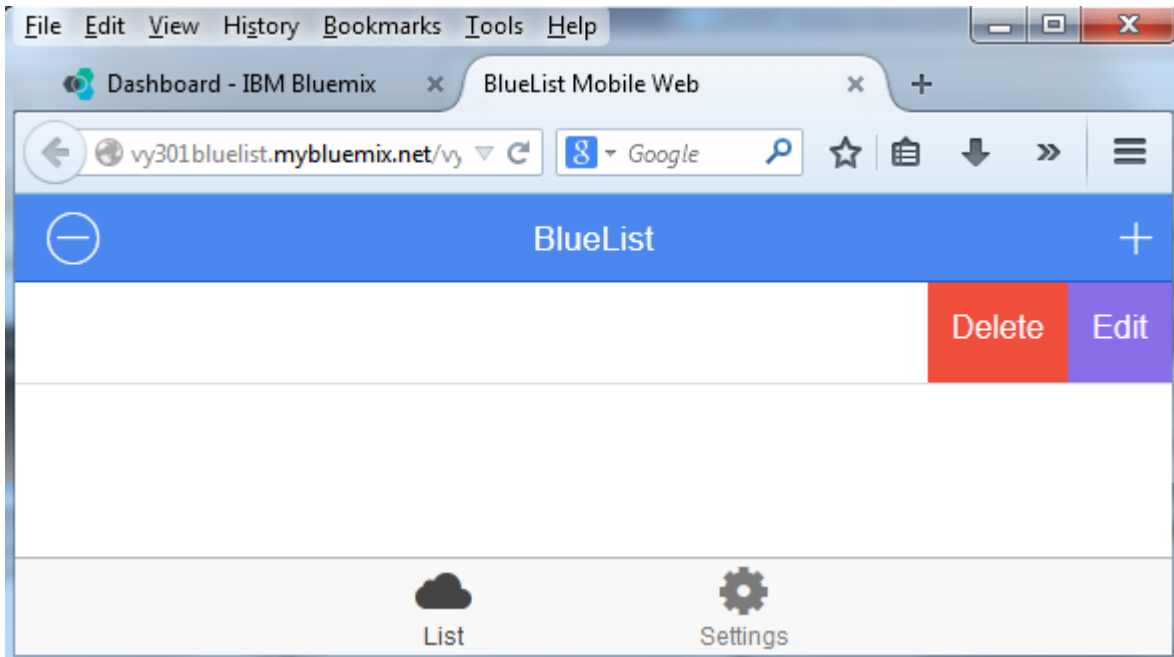 File Edit View History Bookmarks Tools Help
Dashboard - IBM Bluemix
BlueList Mobile Web
vy301bluelist.mybluemix.net/vy
8 Google
BlueList
Delete Edit
List Settings